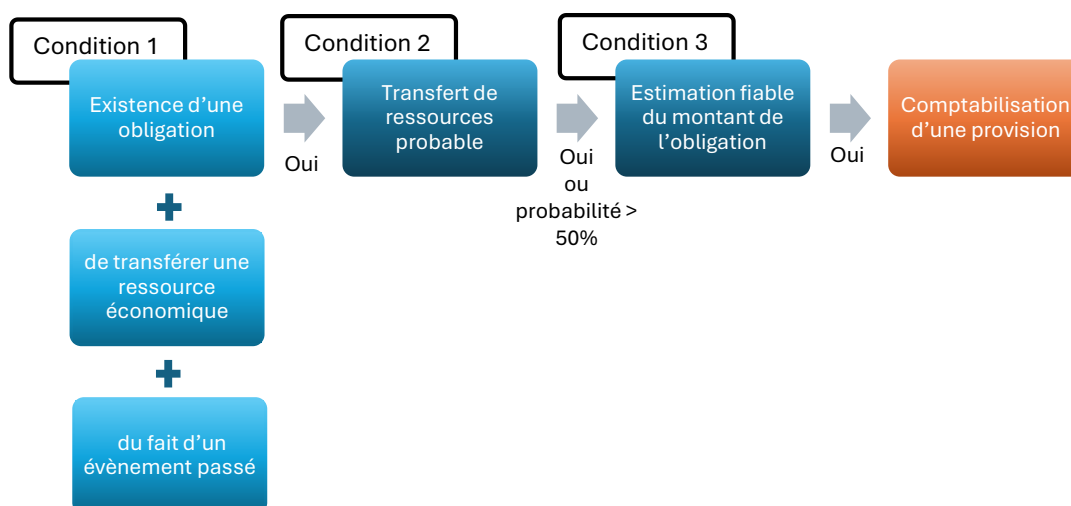 Condition 1
Existence d'une
obligation
de transférer une
ressource
économique
du fait d'un
évènement passé
Oui
Condition 2
Transfert de
ressources
probable
Oui
ou
probabilité >
50%
Condition 3
Estimation fiable
du montant de
l'obligation
Oui
Comptabilisation
d'une provision